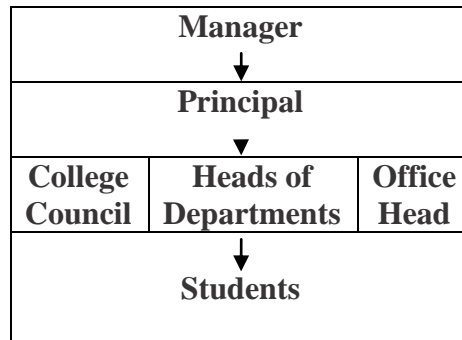 Manager
Principal
College Council
Heads of Departments
Office Head
Students